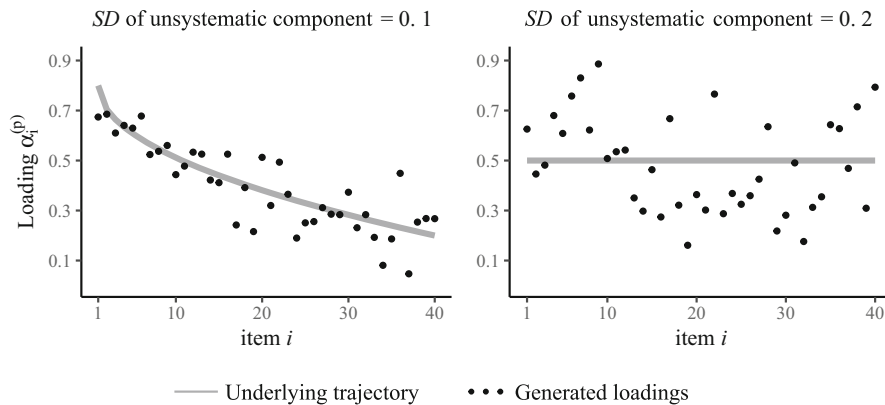 SD of unsystematic component = 0. 1
SD of unsystematic component = 0. 2
Loading αᵢ⁽ᵖ⁾
0.9
0.7
0.5
0.3
0.1
1 10 20 30 40
item i
0.9
0.7
0.5
0.3
0.1
1 10 20 30 40
item i
Underlying trajectory
Generated loadings